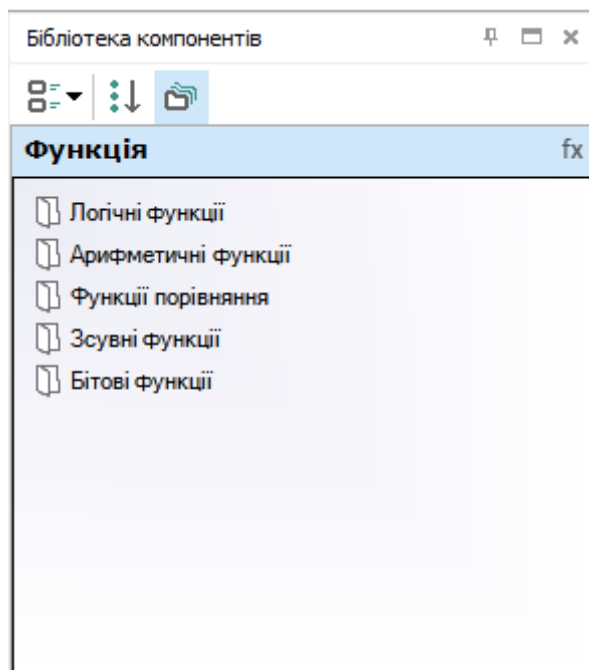 Бібліотека компонентів
Функція fx
Логічні функції
Арифметичні функції
Функції порівняння
Зсувні функції
Бітові функції